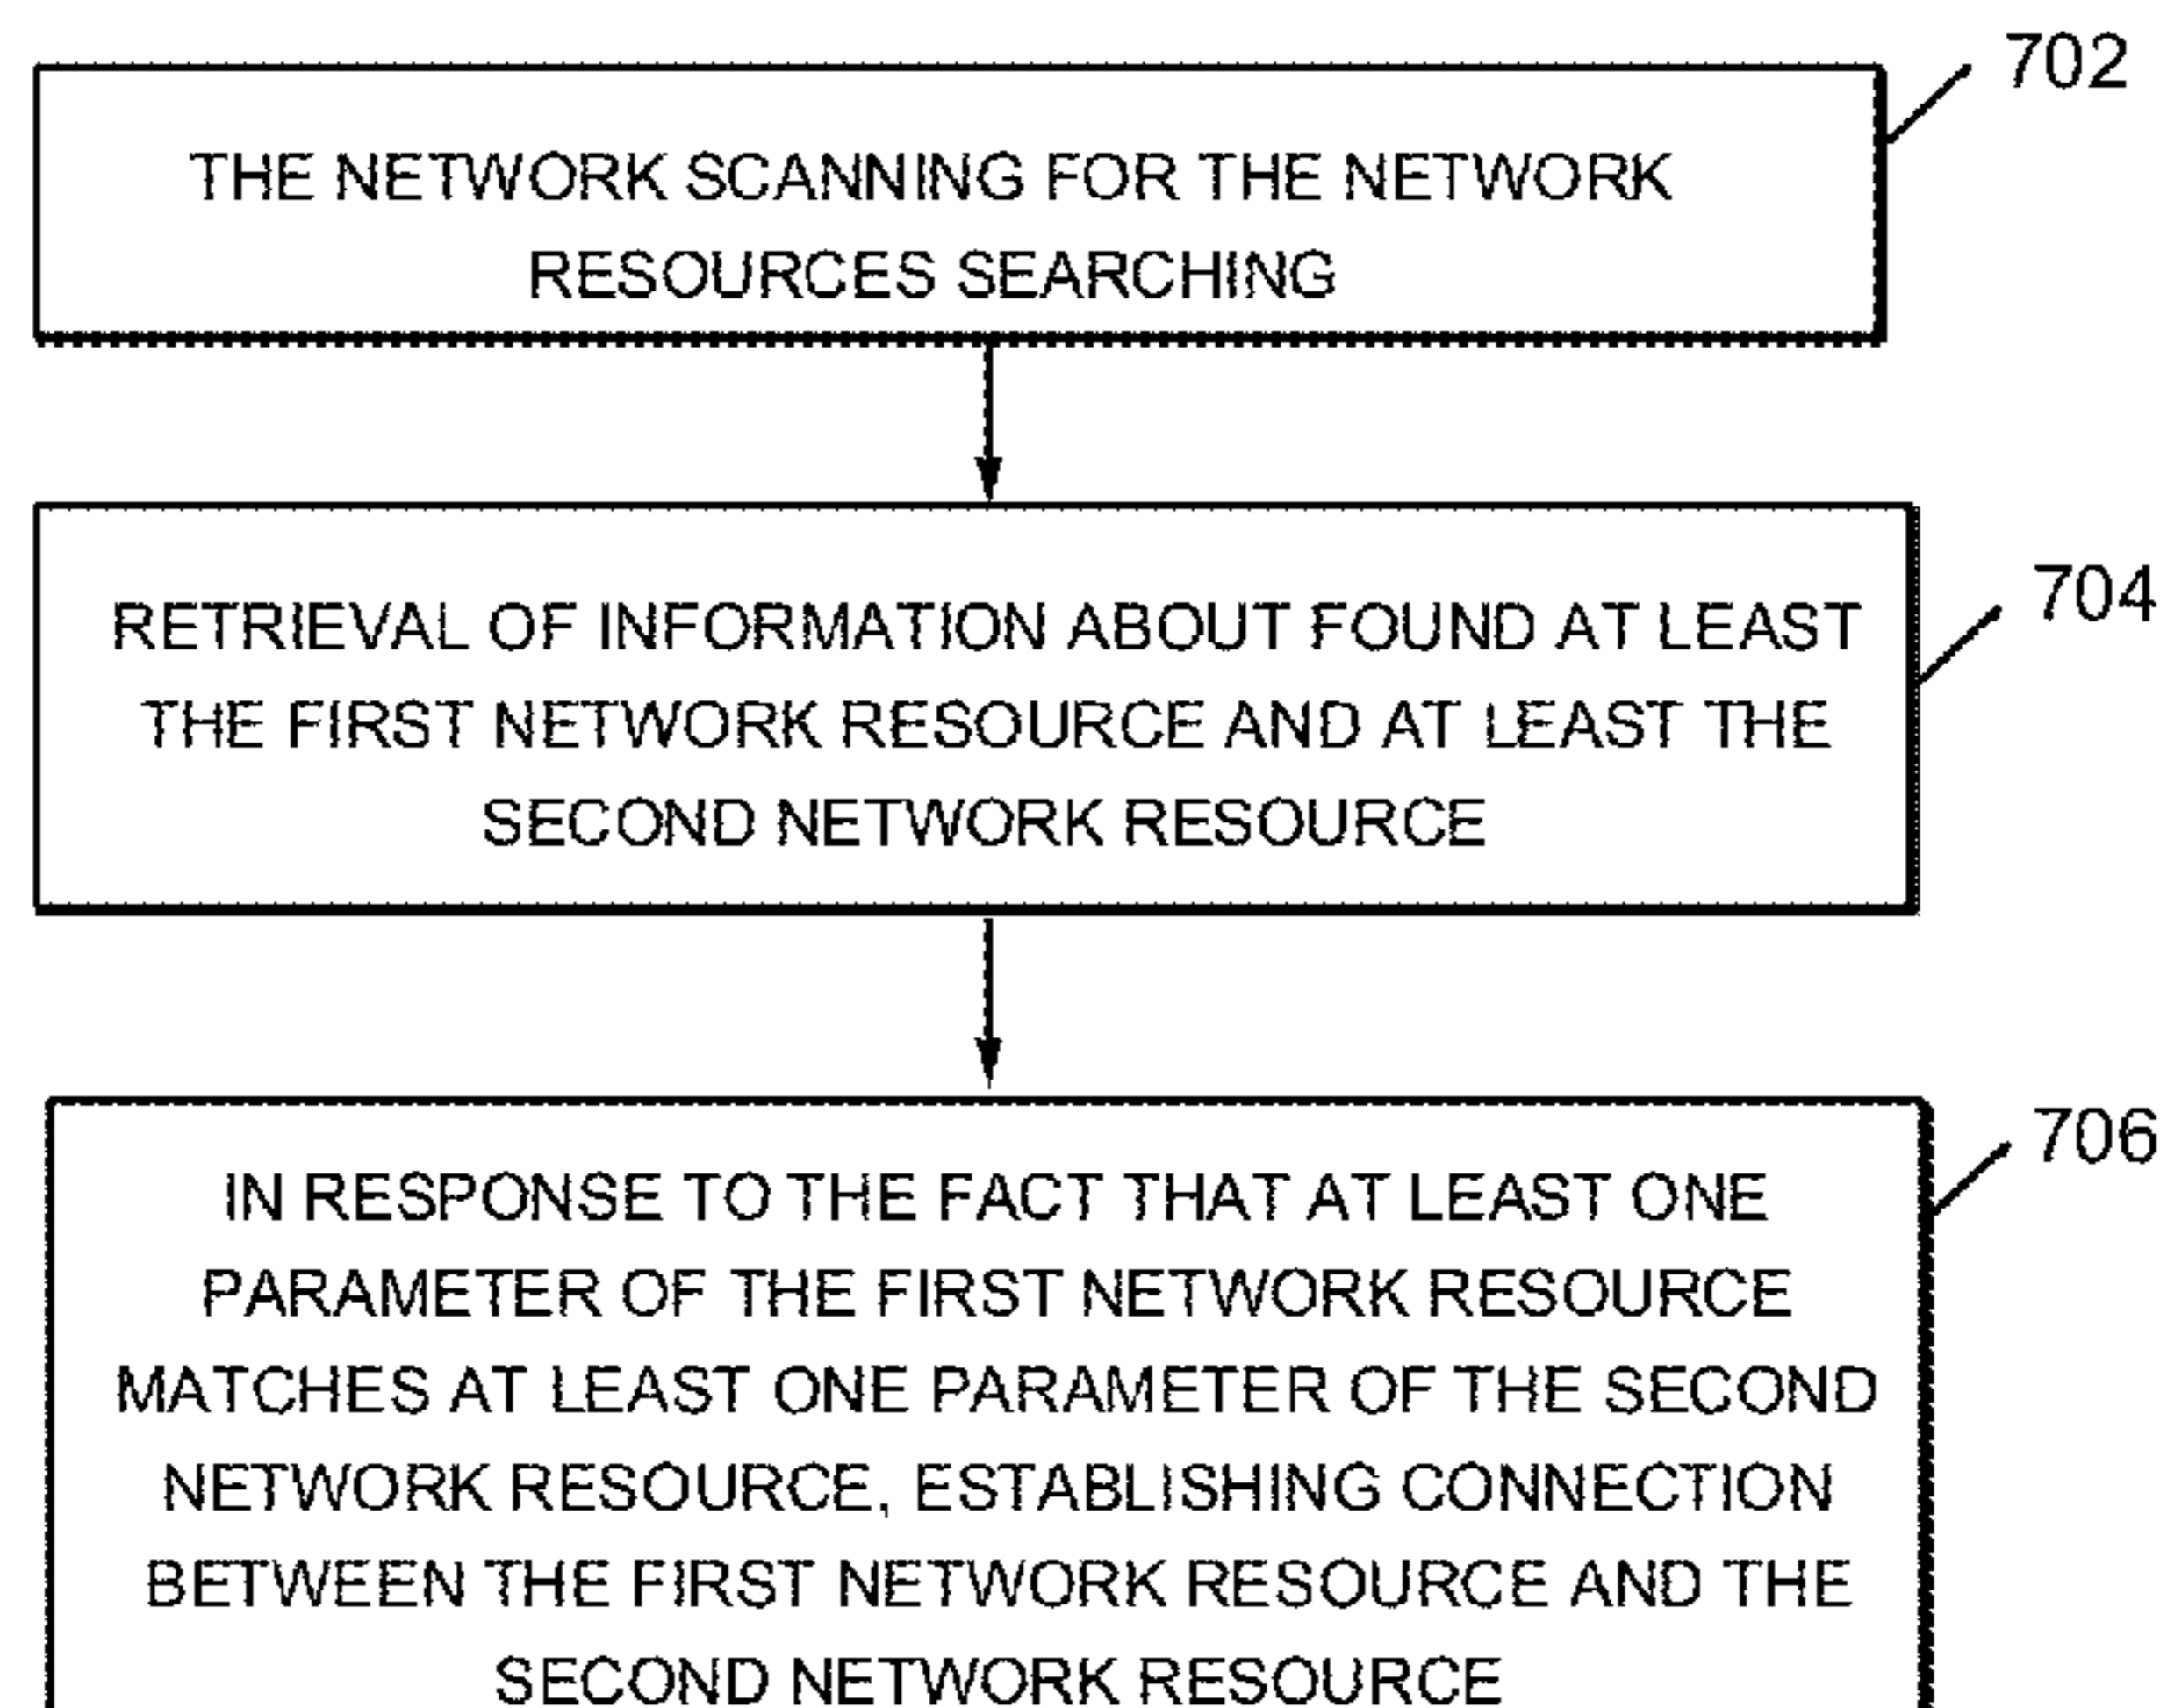 702
THE NETWORK SCANNING FOR THE NETWORK
RESOURCES SEARCHING
704
RETRIEVAL OF INFORMATION ABOUT FOUND AT LEAST
THE FIRST NETWORK RESOURCE AND AT LEAST THE
SECOND NETWORK RESOURCE
706
IN RESPONSE TO THE FACT THAT AT LEAST ONE
PARAMETER OF THE FIRST NETWORK RESOURCE
MATCHES AT LEAST ONE PARAMETER OF THE SECOND
NETWORK RESOURCE, ESTABLISHING CONNECTION
BETWEEN THE FIRST NETWORK RESOURCE AND THE
SECOND NETWORK RESOURCE